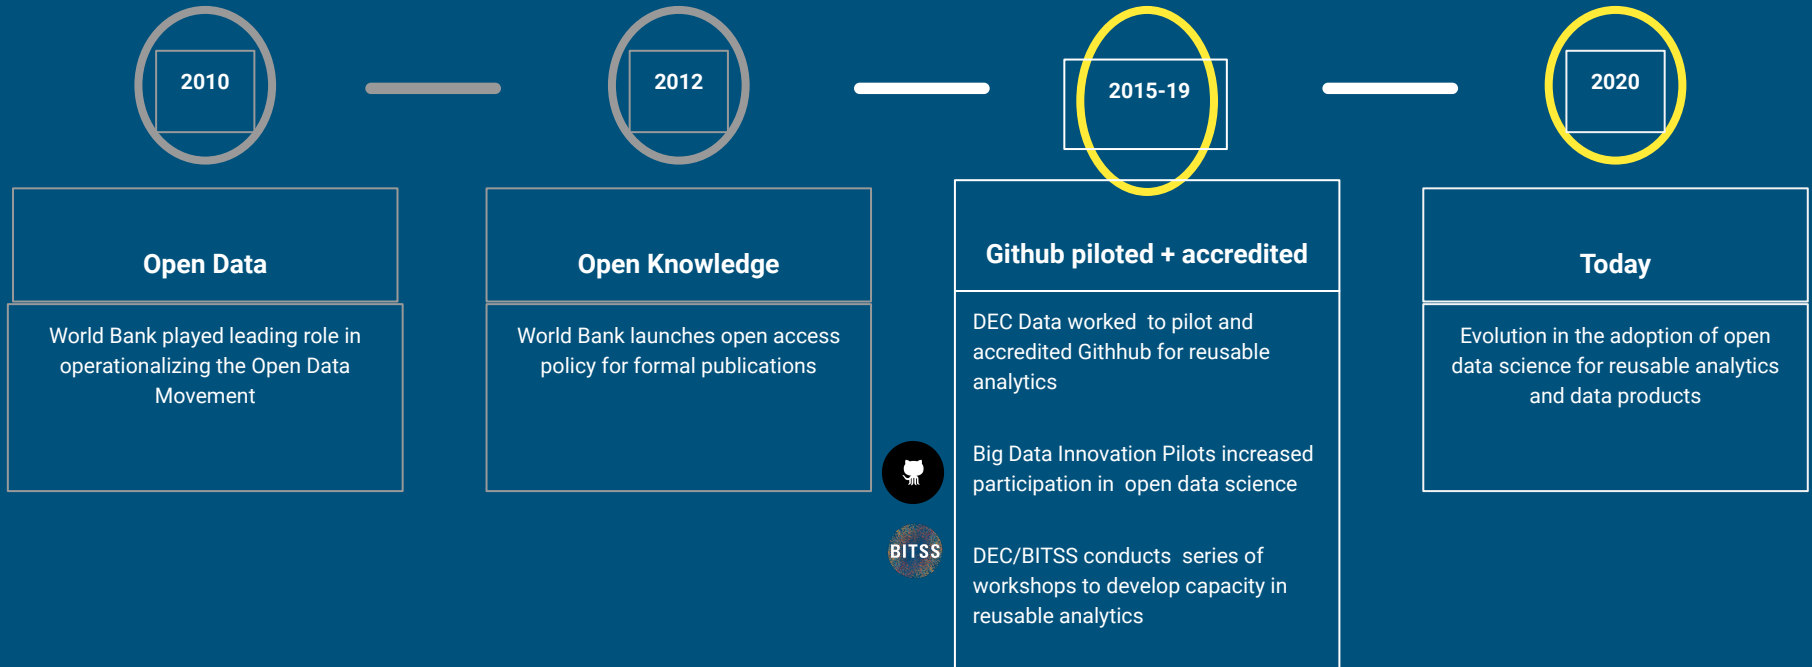 2010
Open Data
World Bank played leading role in
operationalizing the Open Data
Movement
2012
Open Knowledge
World Bank launches open access
policy for formal publications
2015-19
Github piloted + accredited
DEC Data worked to pilot and
accredited Githhub for reusable
analytics
Big Data Innovation Pilots increased
participation in open data science
BITSS
DEC/BITSS conducts series of
workshops to develop capacity in
reusable analytics
2020
Today
Evolution in the adoption of open
data science for reusable analytics
and data products